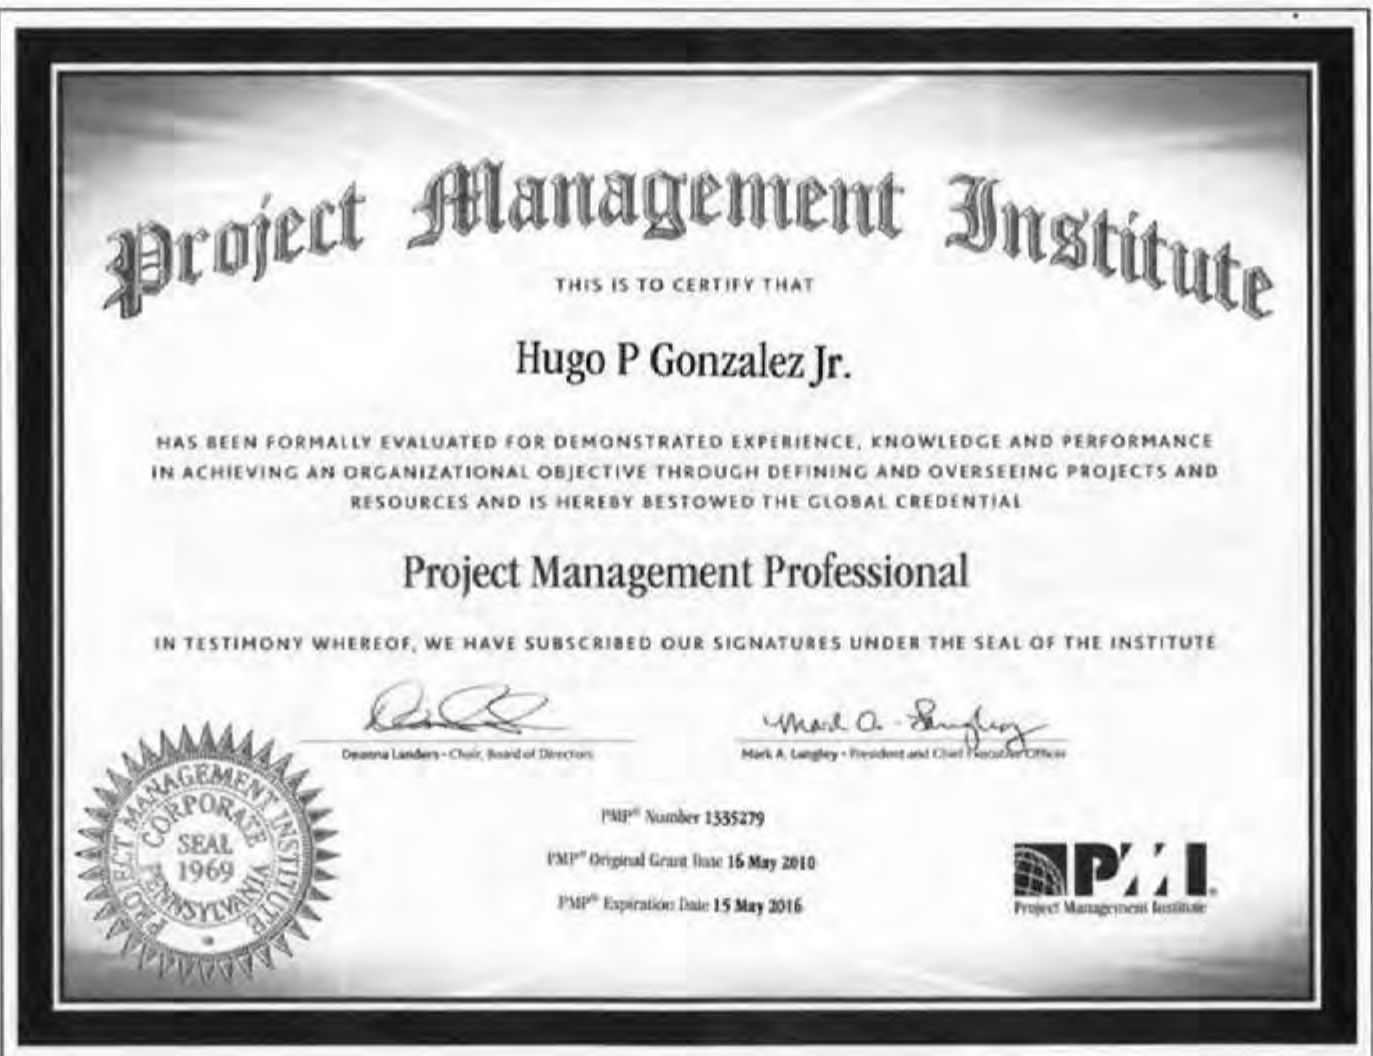 Project Management Institute
THIS IS TO CERTIFY THAT
Hugo P Gonzalez Jr.
HAS BEEN FORMALLY EVALUATED FOR DEMONSTRATED EXPERIENCE, KNOWLEDGE AND PERFORMANCE
IN ACHIEVING AN ORGANIZATIONAL OBJECTIVE THROUGH DEFINING AND OVERSEEING PROJECTS AND
RESOURCES AND IS HEREBY BESTOWED THE GLOBAL CREDENTIAL
Project Management Professional
IN TESTIMONY WHEREOF, WE HAVE SUBSCRIBED OUR SIGNATURES UNDER THE SEAL OF THE INSTITUTE
Mark A. Langley
Deanna Landers • Chair, Board of Directors
Mark A. Langley • President and Chief Executive Officer
PROJECT MANAGEMENT INSTITUTE
CORPORATE
SEAL
1969
PENNSYLVANIA
PMP® Number 1335279
PMP® Original Grant Date 16 May 2010
PMP® Expiration Date 15 May 2016
PMI®
Project Management Institute